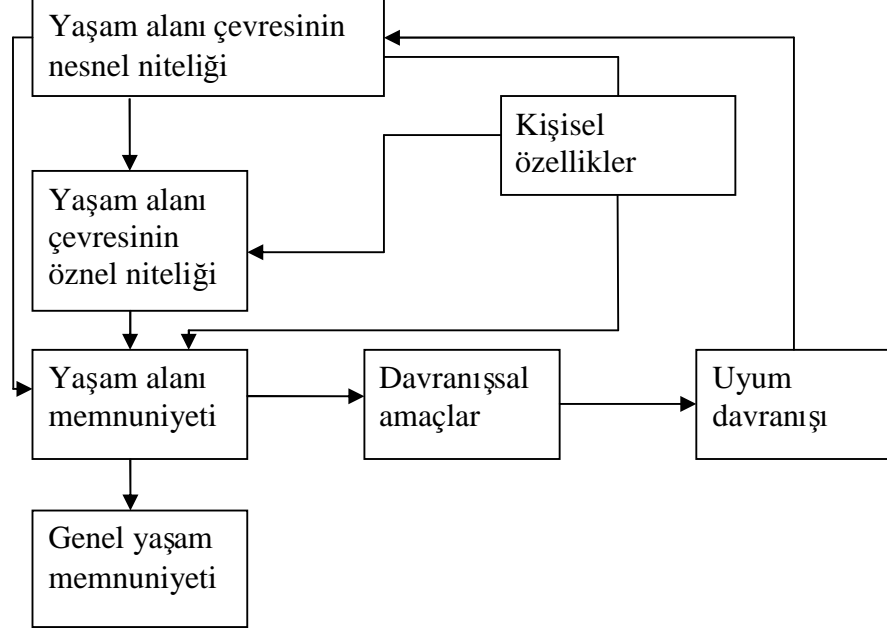 Yaşam alanı çevresinin
nesnel niteliği
Kişisel
özellikler
Yaşam alanı
çevresinin
öznel niteliği
Yaşam alanı
memnuniyeti
Davranışsal
amaçlar
Uyum
davranışı
Genel yaşam
memnuniyeti